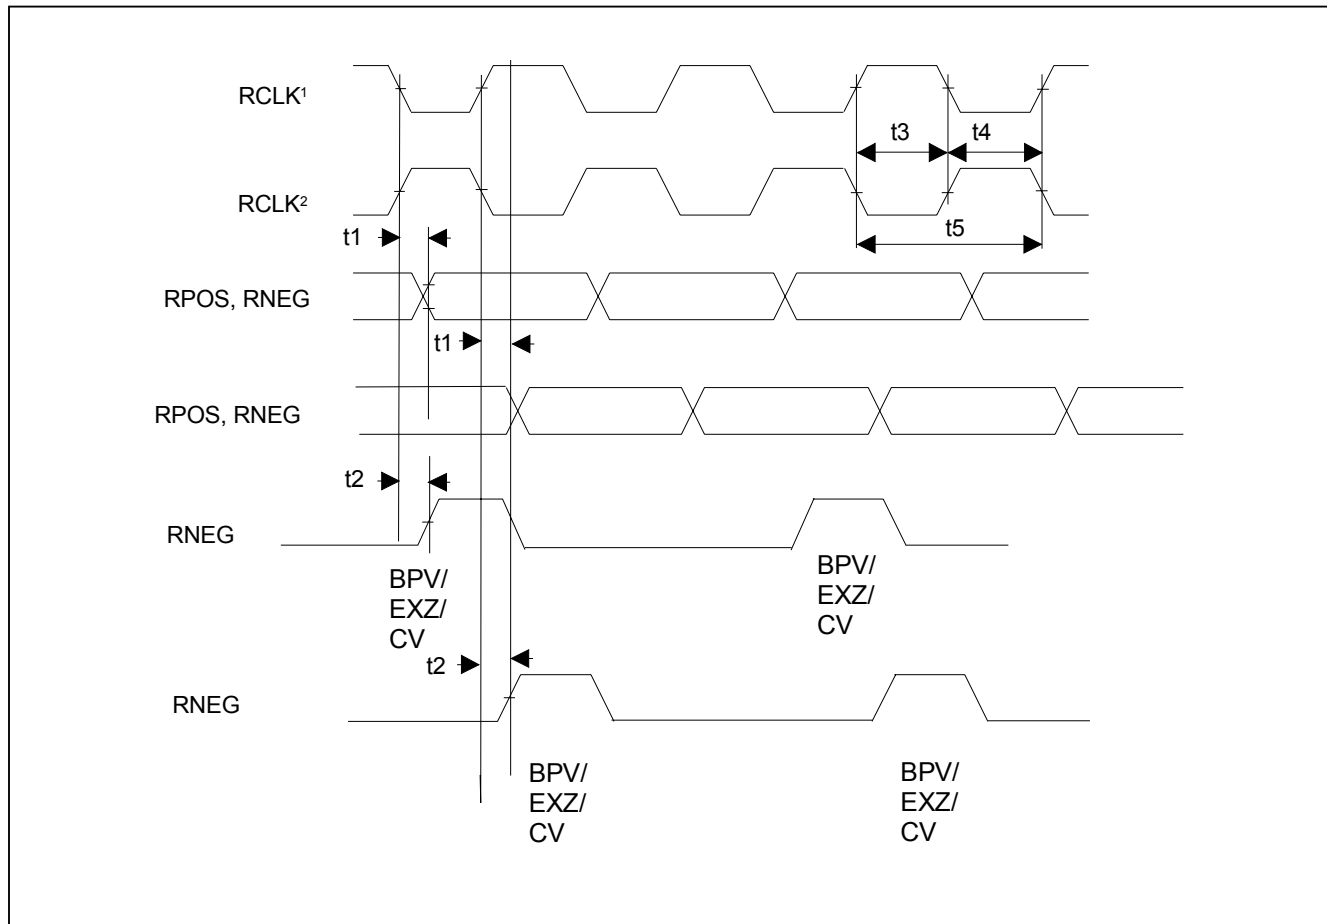 RCLK¹
t3
t4
RCLK²
t1
t5
RPOS, RNEG
t1
RPOS, RNEG
t2
RNEG
BPV/
EXZ/
CV
BPV/
EXZ/
CV
t2
RNEG
BPV/
EXZ/
CV
BPV/
EXZ/
CV